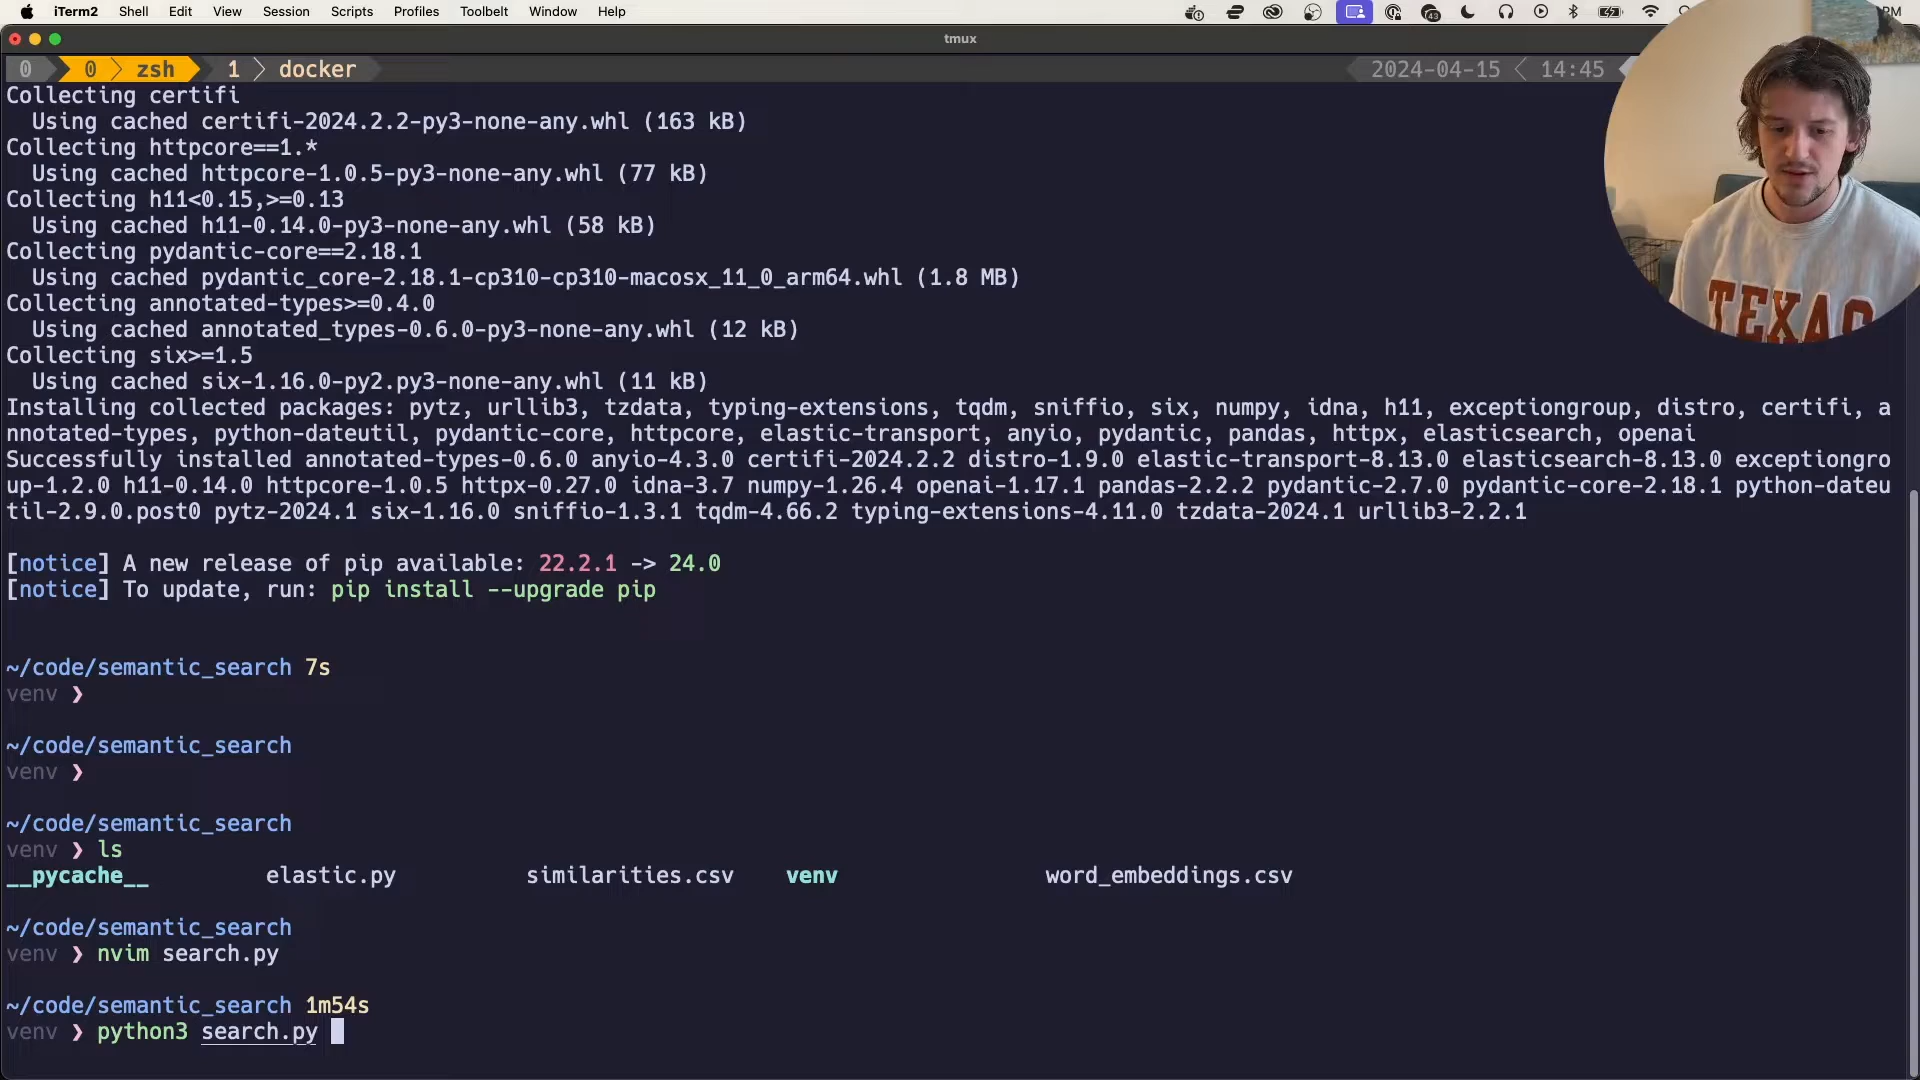 iTerm2 Shell Edit View Session Scripts Profiles Toolbelt Window Help 43 PM
tmux
0 0 zsh 1 docker 2024-04-15 14:45
Collecting certifi
Using cached certifi-2024.2.2-py3-none-any.whl (163 kB)
Collecting httpcore==1.*
Using cached httpcore-1.0.5-py3-none-any.whl (77 kB)
Collecting h11<0.15,>=0.13
Using cached h11-0.14.0-py3-none-any.whl (58 kB)
Collecting pydantic-core==2.18.1
Using cached pydantic_core-2.18.1-cp310-cp310-macosx_11_0_arm64.whl (1.8 MB)
Collecting annotated-types>=0.4.0
Using cached annotated_types-0.6.0-py3-none-any.whl (12 kB)
Collecting six>=1.5
Using cached six-1.16.0-py2.py3-none-any.whl (11 kB)
Installing collected packages: pytz, urllib3, tzdata, typing-extensions, tqdm, sniffio, six, numpy, idna, h11, exceptiongroup, distro, certifi, a
nnotated-types, python-dateutil, pydantic-core, httpcore, elastic-transport, anyio, pydantic, pandas, httpx, elasticsearch, openai
Successfully installed annotated-types-0.6.0 anyio-4.3.0 certifi-2024.2.2 distro-1.9.0 elastic-transport-8.13.0 elasticsearch-8.13.0 exceptiongro
up-1.2.0 h11-0.14.0 httpcore-1.0.5 httpx-0.27.0 idna-3.7 numpy-1.26.4 openai-1.17.1 pandas-2.2.2 pydantic-2.7.0 pydantic-core-2.18.1 python-dateu
til-2.9.0.post0 pytz-2024.1 six-1.16.0 sniffio-1.3.1 tqdm-4.66.2 typing-extensions-4.11.0 tzdata-2024.1 urllib3-2.2.1
[notice] A new release of pip available: 22.2.1 -> 24.0
[notice] To update, run: pip install --upgrade pip
~/code/semantic_search 7s
venv ❯
~/code/semantic_search
venv ❯
~/code/semantic_search
venv ❯ ls
__pycache__ elastic.py similarities.csv venv word_embeddings.csv
~/code/semantic_search
venv ❯ nvim search.py
~/code/semantic_search 1m54s
venv ❯ python3 search.py
TEXAS